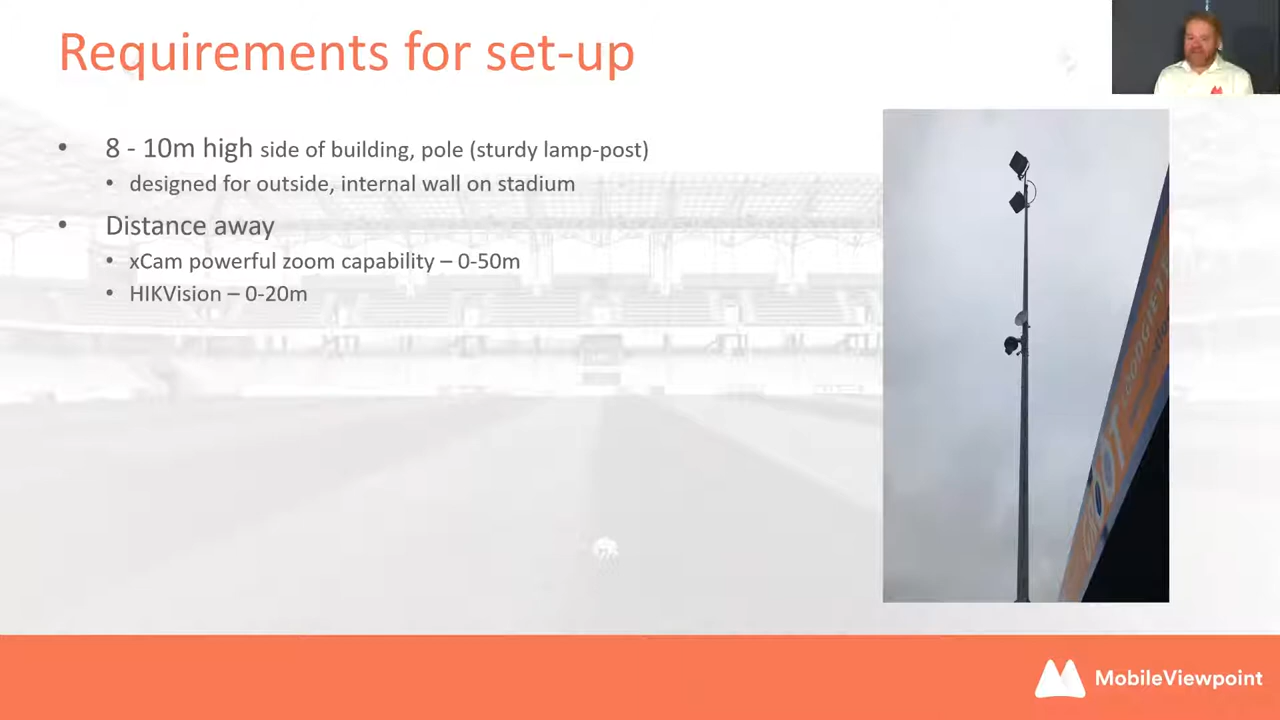 Requirements for set-up
• 8 - 10m high side of building, pole (sturdy lamp-post)
• designed for outside, internal wall on stadium
• Distance away
• xCam powerful zoom capability – 0-50m
• HIKVision – 0-20m
MobileViewpoint